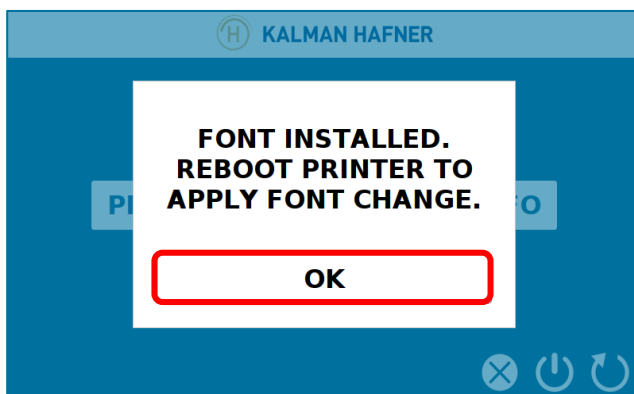 H KALMAN HAFNER
FONT INSTALLED.
REBOOT PRINTER TO
APPLY FONT CHANGE.
OK